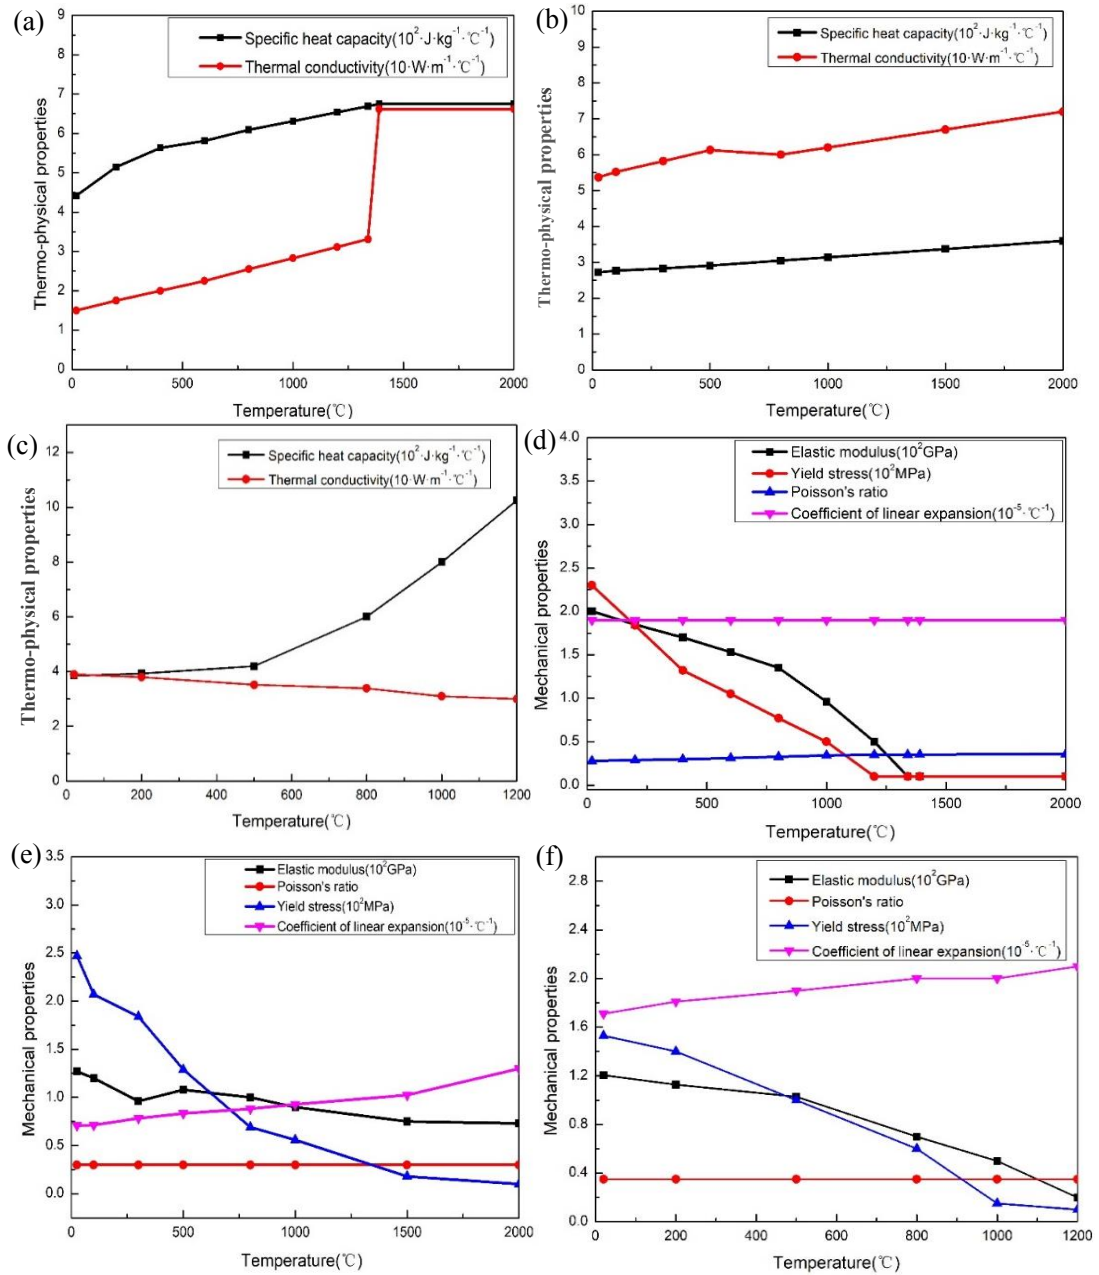 (a)
Specific heat capacity(10²·J·kg⁻¹·℃⁻¹)
Thermal conductivity(10·W·m⁻¹·℃⁻¹)
Thermo-physical properties
9
8
7
6
5
4
3
2
1
0
0 500 1000 1500 2000
Temperature(℃)
(b)
Specific heat capacity(10²·J·kg⁻¹·℃⁻¹)
Thermal conductivity(10·W·m⁻¹·℃⁻¹)
Thermo-physical properties
10
9
8
7
6
5
4
3
2
1
0
0 500 1000 1500 2000
Temperature(℃)
(c)
Specific heat capacity(10²·J·kg⁻¹·℃⁻¹)
Thermal conductivity(10·W·m⁻¹·℃⁻¹)
Thermo-physical properties
12
10
8
6
4
2
0
0 200 400 600 800 1000 1200
Temperature(℃)
(d)
Elastic modulus(10²GPa)
Yield stress(10²MPa)
Poisson's ratio
Coefficient of linear expansion(10⁻⁵·℃⁻¹)
Mechanical properties
4.0
3.5
3.0
2.5
2.0
1.5
1.0
0.5
0.0
0 500 1000 1500 2000
Temperature(℃)
(e)
Elastic modulus(10²GPa)
Poisson's ratio
Yield stress(10²MPa)
Coefficient of linear expansion(10⁻⁵·℃⁻¹)
Mechanical properties
3.5
3.0
2.5
2.0
1.5
1.0
0.5
0.0
0 500 1000 1500 2000
Temperature(℃)
(f)
Elastic modulus(10²GPa)
Poisson's ratio
Yield stress(10²MPa)
Coefficient of linear expansion(10⁻⁵·℃⁻¹)
Mechanical properties
2.8
2.4
2.0
1.6
1.2
0.8
0.4
0.0
0 200 400 600 800 1000 1200
Temperature(℃)